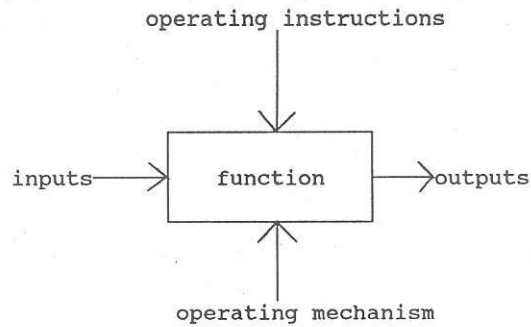 operating instructions
inputs
function
outputs
operating mechanism